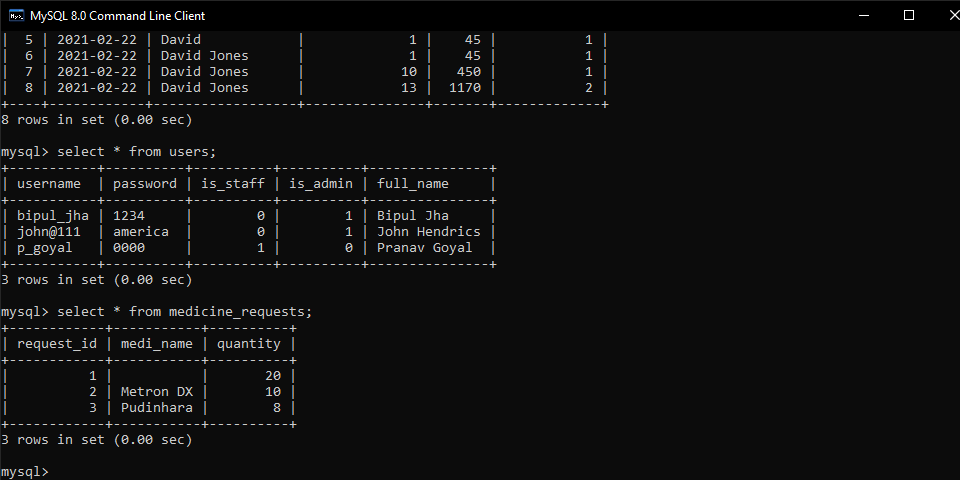 MySQL 8.0 Command Line Client
|  5 | 2021-02-22 | David            |             1 |    45 |           1 |
|  6 | 2021-02-22 | David Jones      |             1 |    45 |           1 |
|  7 | 2021-02-22 | David Jones      |            10 |   450 |           1 |
|  8 | 2021-02-22 | David Jones      |            13 |  1170 |           2 |
+----+------------+------------------+---------------+-------+-------------+
8 rows in set (0.00 sec)
mysql> select * from users;
+-----------+----------+----------+----------+---------------+
| username  | password | is_staff | is_admin | full_name     |
+-----------+----------+----------+----------+---------------+
| bipul_jha | 1234     |        0 |        1 | Bipul Jha     |
| john@111  | america  |        0 |        1 | John Hendrics |
| p_goyal   | 0000     |        1 |        0 | Pranav Goyal  |
+-----------+----------+----------+----------+---------------+
3 rows in set (0.00 sec)
mysql> select * from medicine_requests;
+------------+-----------+----------+
| request_id | medi_name | quantity |
+------------+-----------+----------+
|          1 |           |       20 |
|          2 | Metron DX |       10 |
|          3 | Pudinhara |        8 |
+------------+-----------+----------+
3 rows in set (0.00 sec)
mysql>